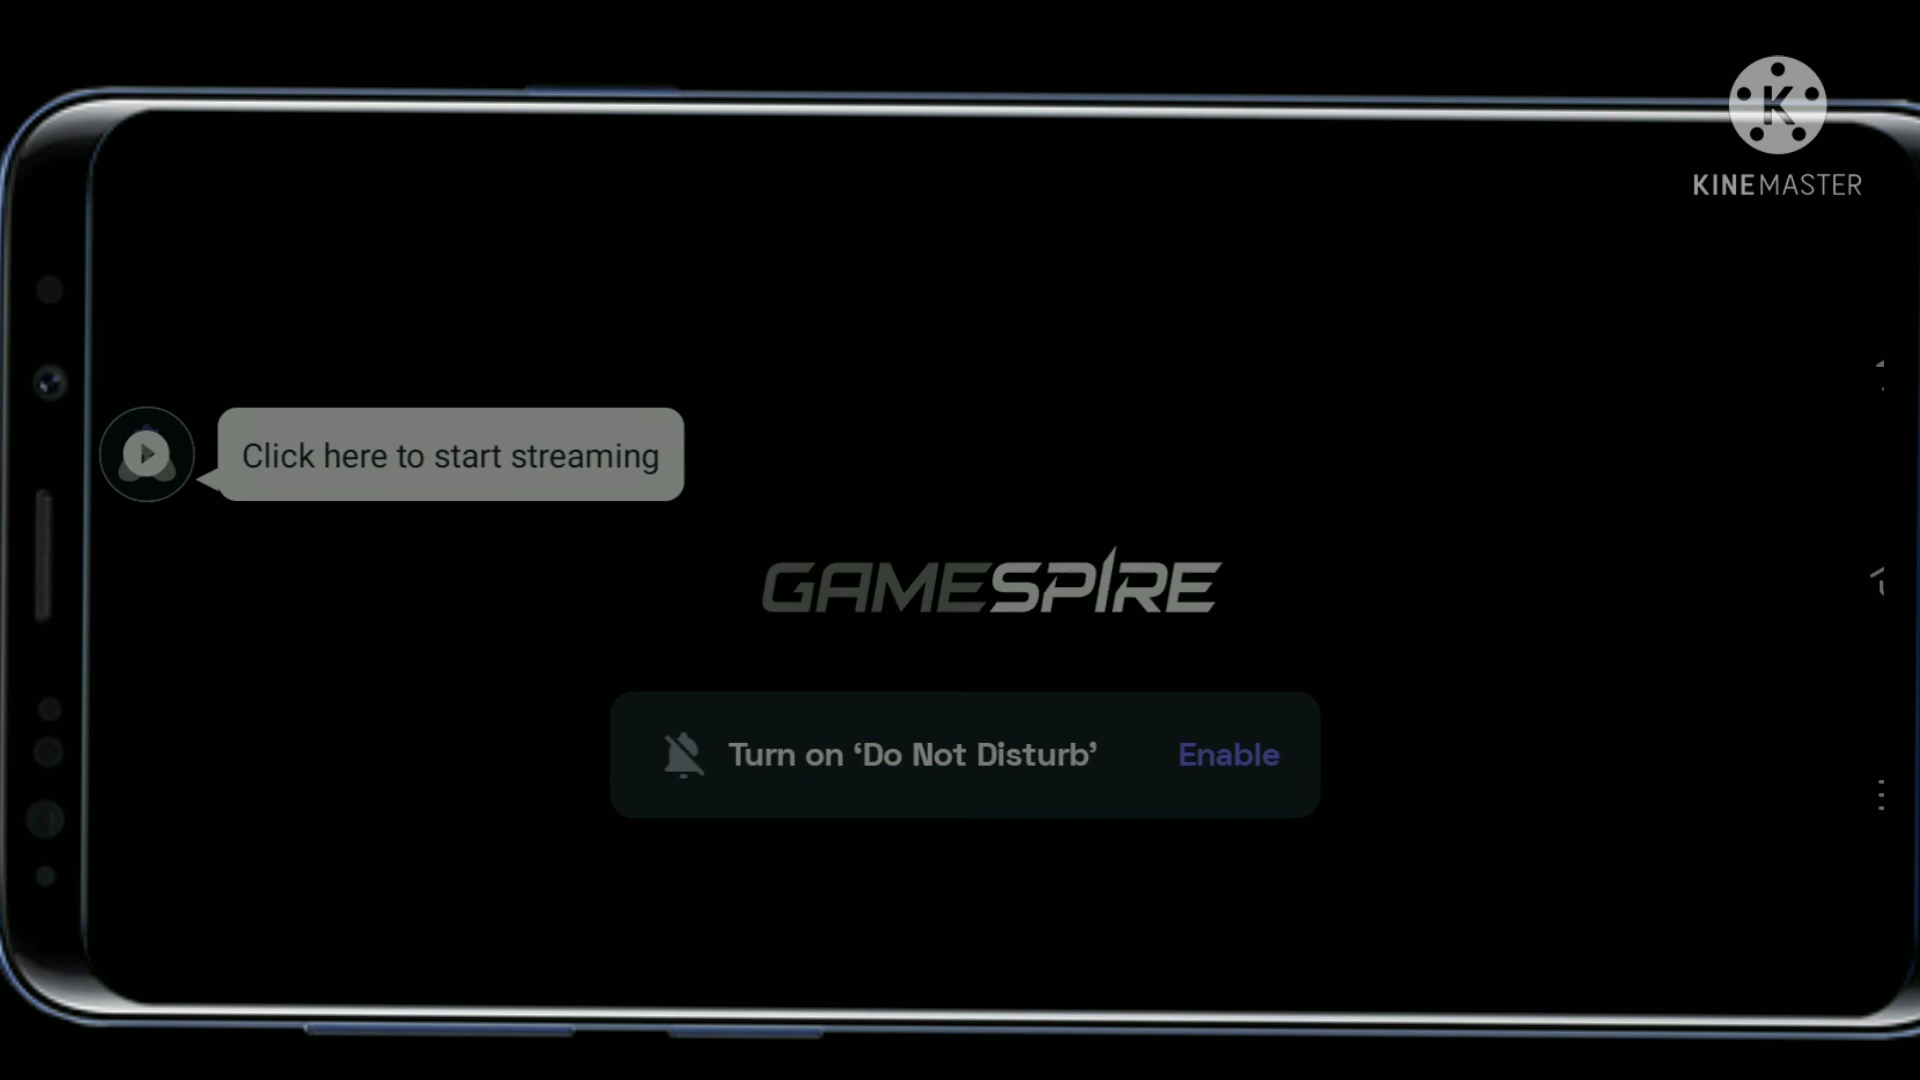 K
KINEMASTER
Click here to start streaming
GAMESPIRE
Turn on ‘Do Not Disturb’ Enable